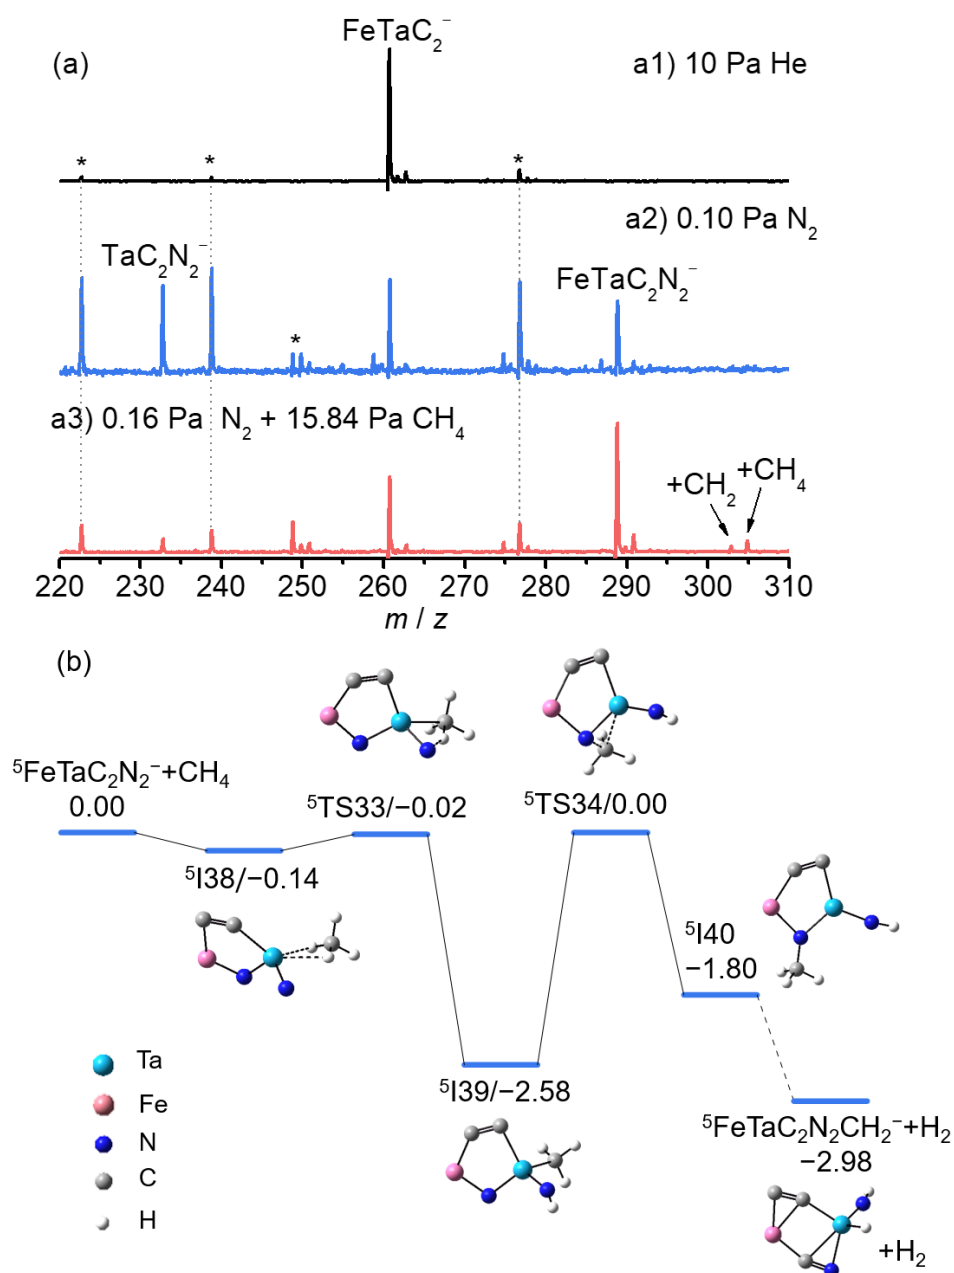 (a)
FeTaC₂⁻
a1) 10 Pa He
*
*
*
a2) 0.10 Pa N₂
TaC₂N₂⁻
FeTaC₂N₂⁻
*
a3) 0.16 Pa N₂ + 15.84 Pa CH₄
+CH₂
+CH₄
220 230 240 250 260 270 280 290 300 310
m / z
(b)
⁵FeTaC₂N₂⁻+CH₄
0.00
⁵I38/−0.14
⁵TS33/−0.02
⁵I39/−2.58
⁵TS34/0.00
⁵I40
−1.80
⁵FeTaC₂N₂CH₂⁻+H₂
−2.98
+H₂
Ta
Fe
N
C
H